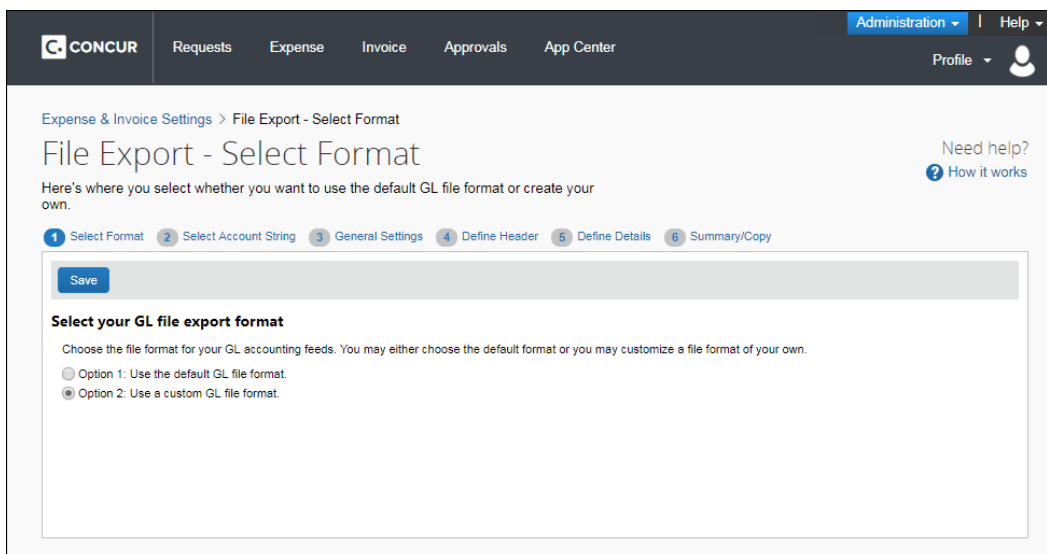 Administration | Help
C. CONCUR Requests Expense Invoice Approvals App Center
Profile
Expense & Invoice Settings > File Export - Select Format
File Export - Select Format
Need help?
Here's where you select whether you want to use the default GL file format or create your
own.
? How it works
1 Select Format 2 Select Account String 3 General Settings 4 Define Header 5 Define Details 6 Summary/Copy
Save
Select your GL file export format
Choose the file format for your GL accounting feeds. You may either choose the default format or you may customize a file format of your own.
Option 1: Use the default GL file format.
Option 2: Use a custom GL file format.